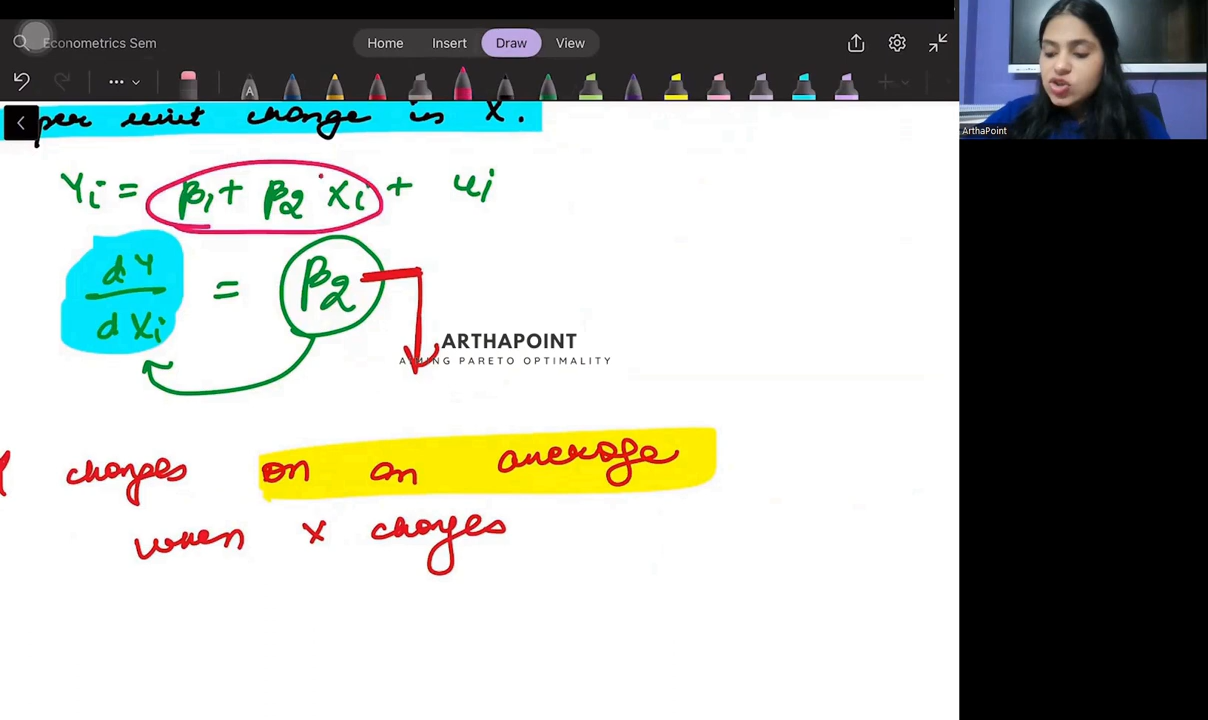 Econometrics Sem
Home Insert Draw View
ArthaPoint
per unit change is X.
Yi = β1 + β2 Xi + ui
dY
dXi
= β2
ARTHAPOINT
AIMING PARETO OPTIMALITY
changes on an average
when X changes